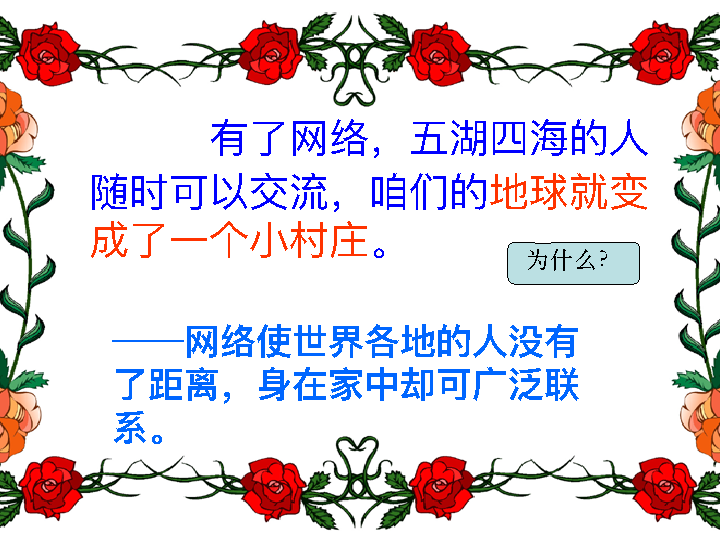 有了网络，五湖四海的人
随时可以交流，咱们的地球就变
成了一个小村庄。
为什么?
——网络使世界各地的人没有
了距离，身在家中却可广泛联
系。